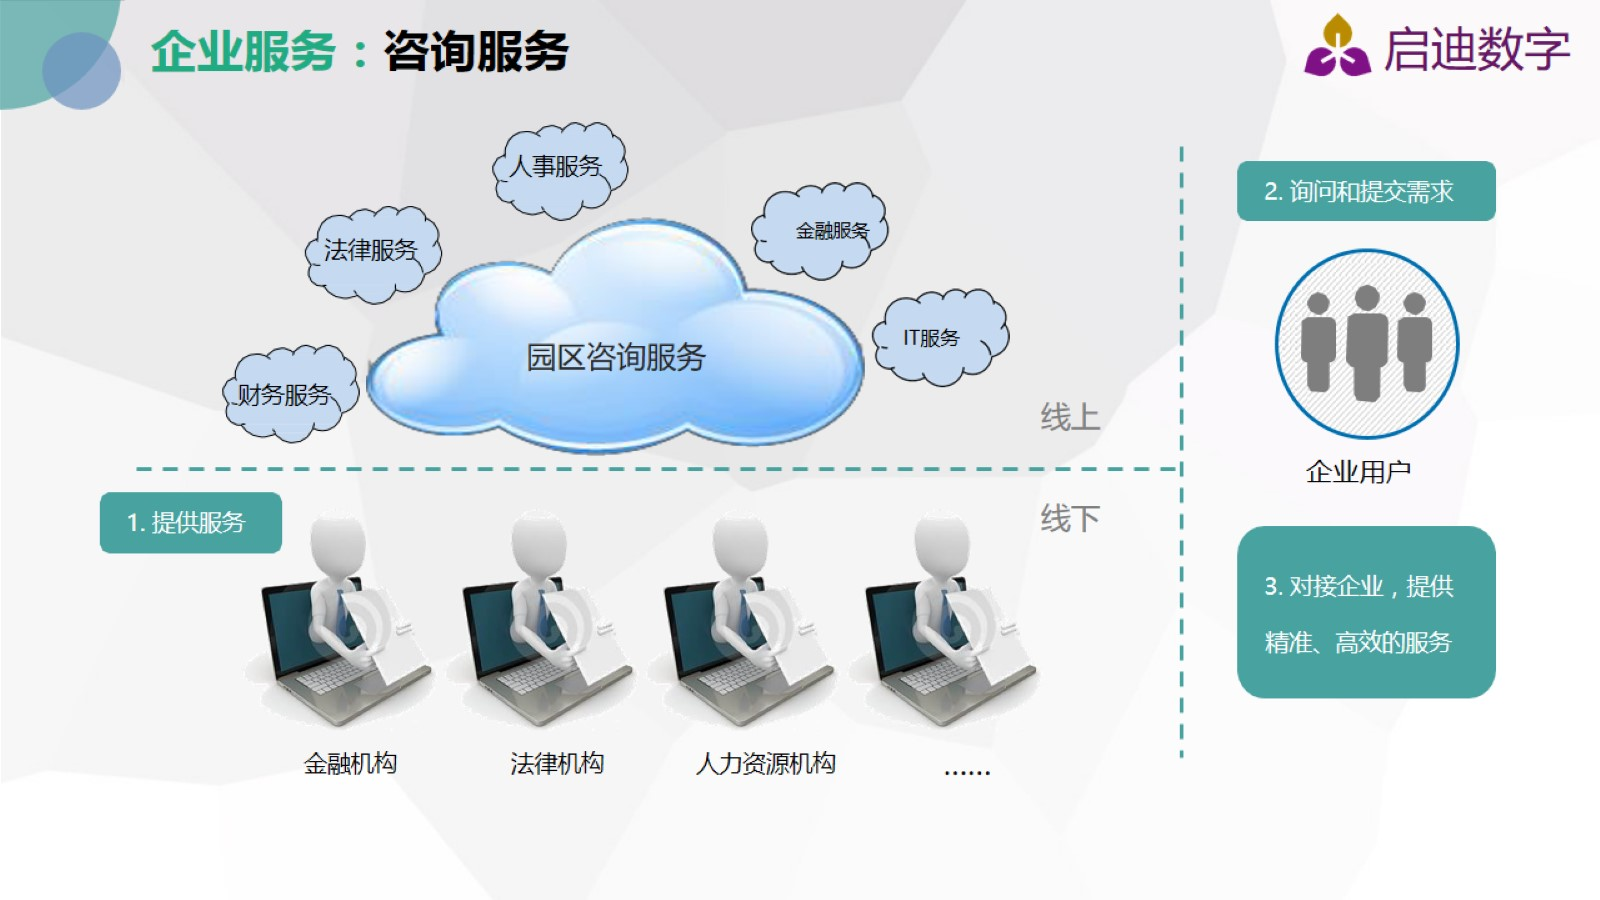 企业服务：咨询服务
启迪数字
人事服务
法律服务
金融服务
IT服务
财务服务
园区咨询服务
线上
线下
1. 提供服务
金融机构
法律机构
人力资源机构
......
2. 询问和提交需求
企业用户
3. 对接企业，提供
精准、高效的服务